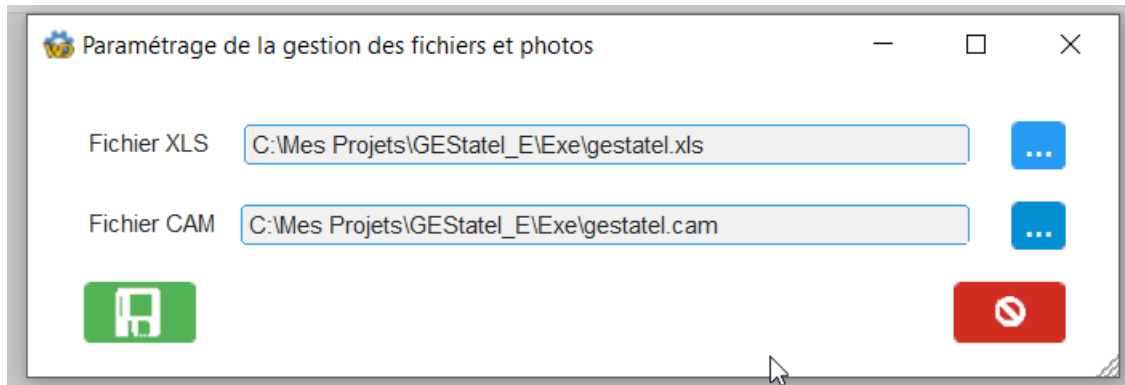 Paramétrage de la gestion des fichiers et photos
Fichier XLS C:\Mes Projets\GEStatel_E\Exe\gestatel.xls ...
Fichier CAM C:\Mes Projets\GEStatel_E\Exe\gestatel.cam ...